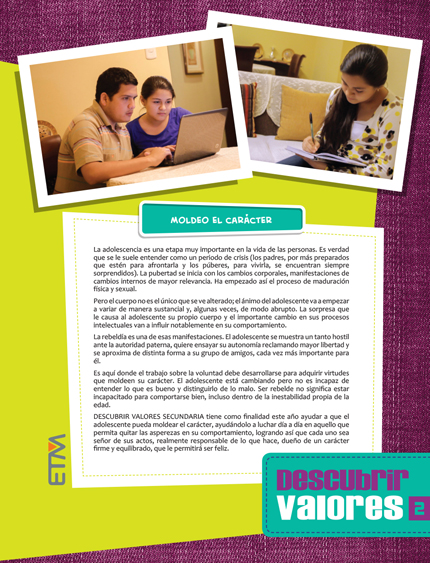 MOLDEO EL CARÁCTER
La adolescencia es una etapa muy importante en la vida de las personas. Es verdad
que se le suele entender como un periodo de crisis (los padres, por más preparados
que estén para afrontarla y los púberes, para vivirla, se encuentran siempre
sorprendidos). La pubertad se inicia con los cambios corporales, manifestaciones de
cambios internos de mayor relevancia. Ha empezado así el proceso de maduración
física y sexual.
Pero el cuerpo no es el único que se ve alterado; el ánimo del adolescente va a empezar
a variar de manera sustancial y, algunas veces, de modo abrupto. La sorpresa que
le causa al adolescente su propio cuerpo y el importante cambio en sus procesos
intelectuales van a influir notablemente en su comportamiento.
La rebeldía es una de esas manifestaciones. El adolescente se muestra un tanto hostil
ante la autoridad paterna, quiere ensayar su autonomía reclamando mayor libertad y
se aproxima de distinta forma a su grupo de amigos, cada vez más importante para
él.
Es aquí donde el trabajo sobre la voluntad debe desarrollarse para adquirir virtudes
que moldeen su carácter. El adolescente está cambiando pero no es incapaz de
entender lo que es bueno y distinguirlo de lo malo. Ser rebelde no significa estar
incapacitado para comportarse bien, incluso dentro de la inestabilidad propia de la
edad.
DESCUBRIR VALORES SECUNDARIA tiene como finalidad este año ayudar a que el
adolescente pueda moldear el carácter, ayudándolo a luchar día a día en aquello que
permita quitar las asperezas en su comportamiento, logrando así que cada uno sea
señor de sus actos, realmente responsable de lo que hace, dueño de un carácter
firme y equilibrado, que le permitirá ser feliz.
ETM
Descubrir
valores 2